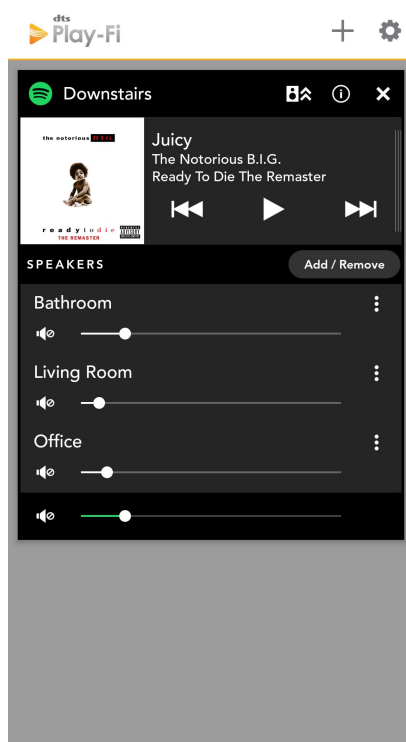 dts
Play-Fi
Downstairs
the notorious B.I.G.
ready to die
THE REMASTER
Juicy
The Notorious B.I.G.
Ready To Die The Remaster
SPEAKERS
Add / Remove
Bathroom
Living Room
Office